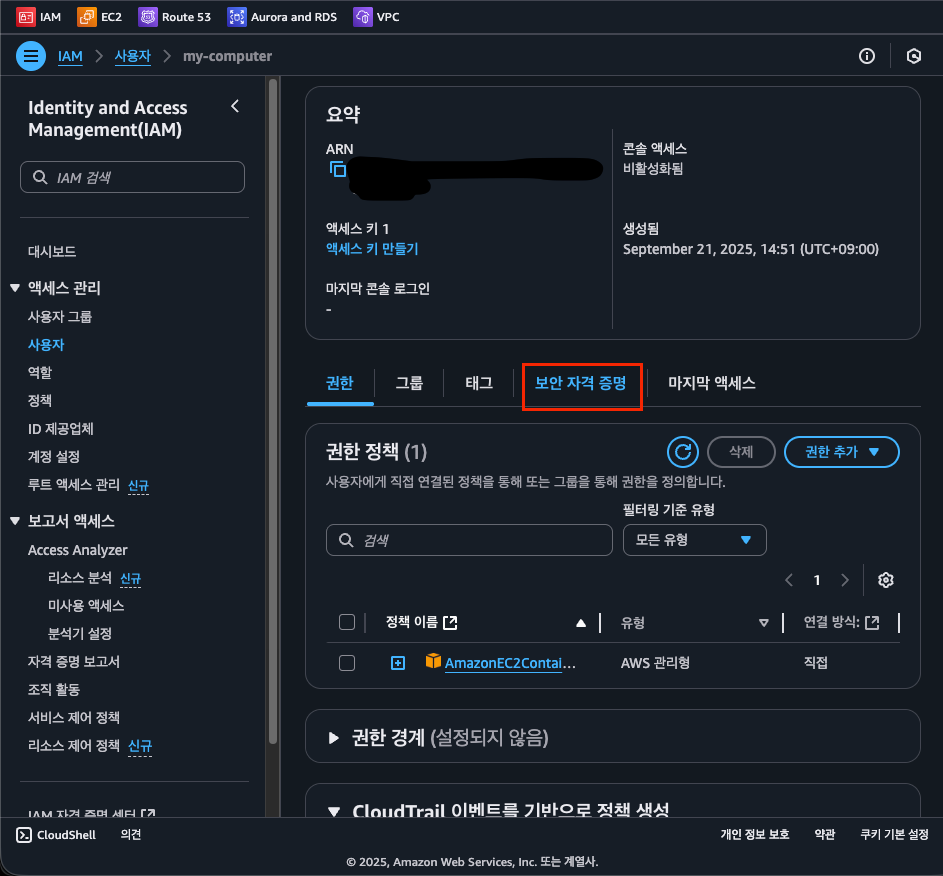 IAM EC2 Route 53 Aurora and RDS VPC
IAM 사용자 my-computer
Identity and Access
Management(IAM)
IAM 검색
대시보드
액세스 관리
사용자 그룹
사용자
역할
정책
ID 제공업체
계정 설정
루트 액세스 관리 신규
보고서 액세스
Access Analyzer
리소스 분석 신규
미사용 액세스
분석기 설정
자격 증명 보고서
조직 활동
서비스 제어 정책
리소스 제어 정책 신규
IAM 자격 증명 센터
요약
ARN
콘솔 액세스
비활성화됨
액세스 키 1
액세스 키 만들기
생성됨
September 21, 2025, 14:51 (UTC+09:00)
마지막 콘솔 로그인
-
권한 그룹 태그 보안 자격 증명 마지막 액세스
권한 정책 (1)
삭제 권한 추가
사용자에게 직접 연결된 정책을 통해 또는 그룹을 통해 권한을 정의합니다.
필터링 기준 유형
검색 모든 유형
1
정책 이름 유형 연결 방식:
AmazonEC2Contai... AWS 관리형 직접
권한 경계 (설정되지 않음)
CloudTrail 이벤트를 기반으로 정책 생성
CloudShell 의견 개인 정보 보호 약관 쿠키 기본 설정
© 2025, Amazon Web Services, Inc. 또는 계열사.